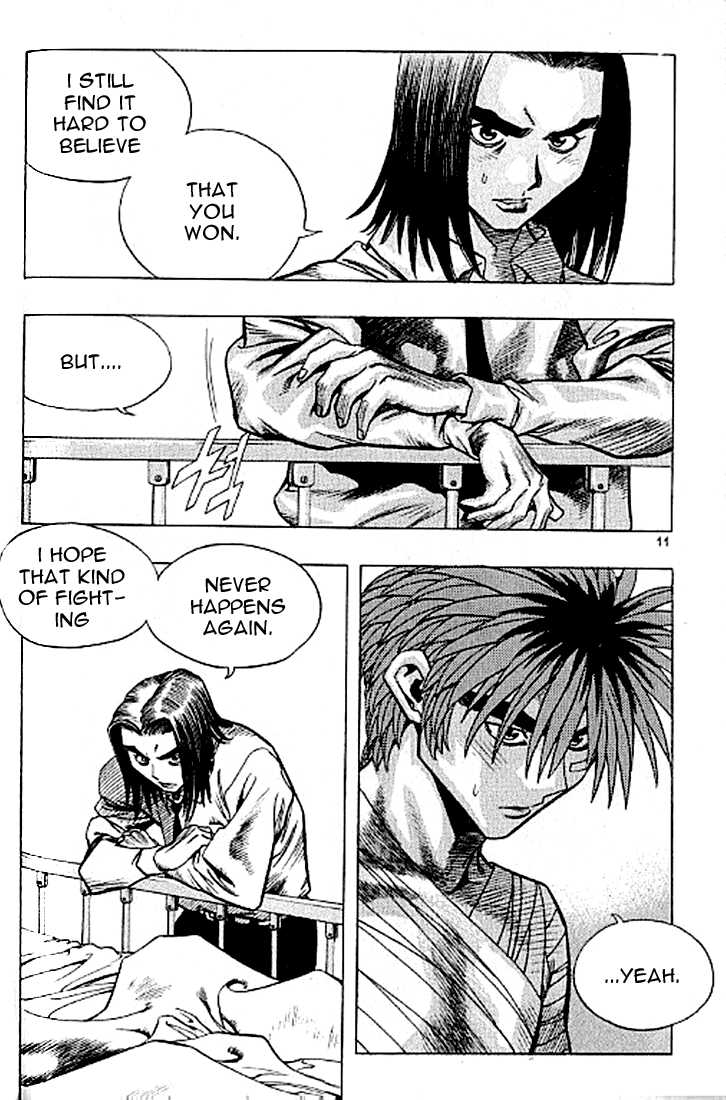 I STILL
FIND IT
HARD TO
BELIEVE
THAT
YOU
WON.
BUT....
11
I HOPE
THAT KIND
OF FIGHT-
ING
NEVER
HAPPENS
AGAIN.
...YEAH.